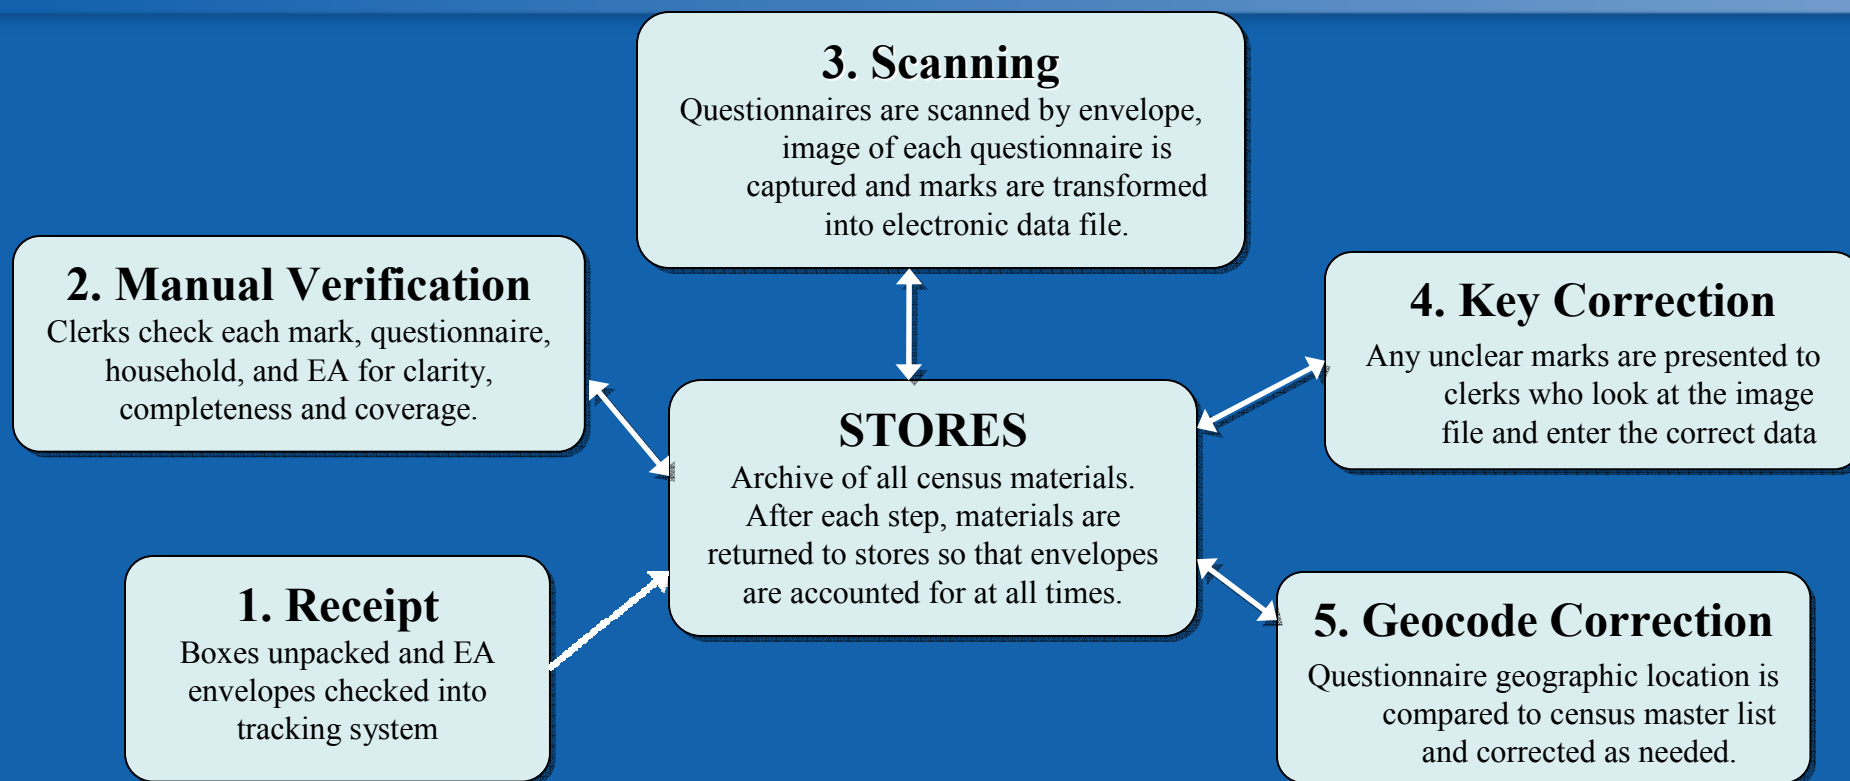 3. Scanning
Questionnaires are scanned by envelope,
image of each questionnaire is
captured and marks are transformed
into electronic data file.
2. Manual Verification
Clerks check each mark, questionnaire,
household, and EA for clarity,
completeness and coverage.
4. Key Correction
Any unclear marks are presented to
clerks who look at the image
file and enter the correct data
STORES
Archive of all census materials.
After each step, materials are
returned to stores so that envelopes
are accounted for at all times.
1. Receipt
Boxes unpacked and EA
envelopes checked into
tracking system
5. Geocode Correction
Questionnaire geographic location is
compared to census master list
and corrected as needed.